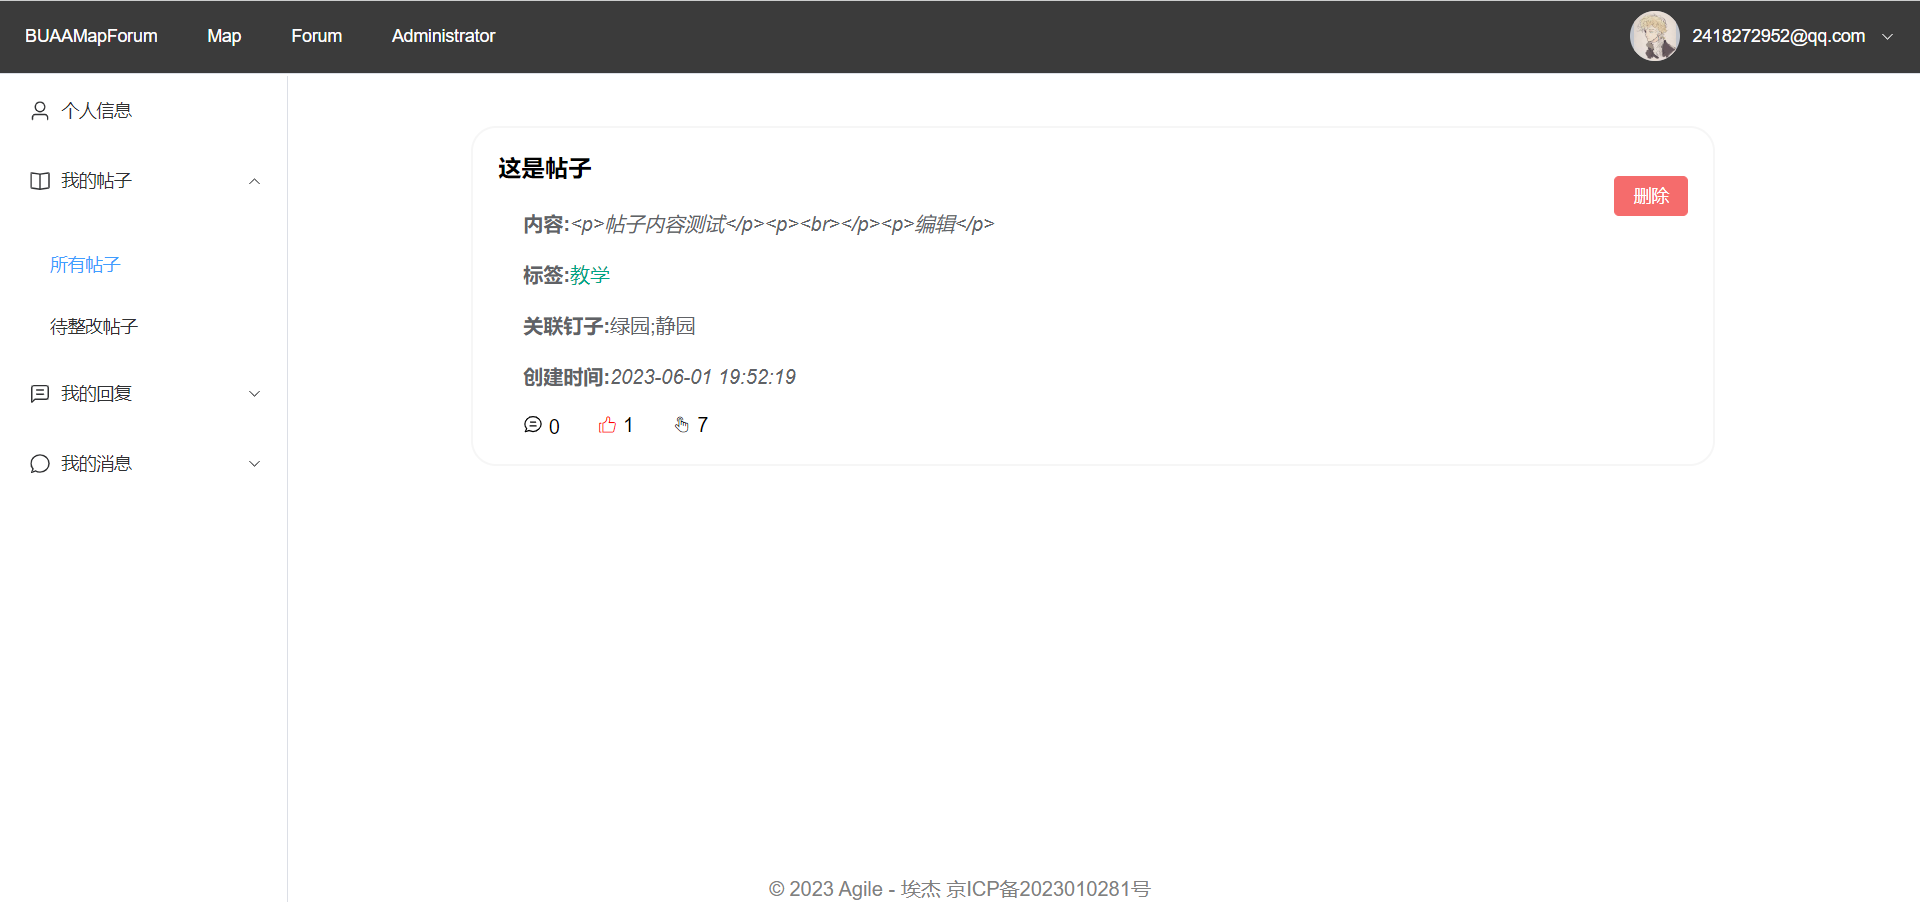 BUAAMapForum Map Forum Administrator 2418272952@qq.com
个人信息
我的帖子
所有帖子
待整改帖子
我的回复
我的消息
这是帖子
删除
内容:<p>帖子内容测试</p><p><br></p><p>编辑</p>
标签:教学
关联钉子:绿园;静园
创建时间:2023-06-01 19:52:19
0 1 7
© 2023 Agile - 埃杰 京ICP备2023010281号